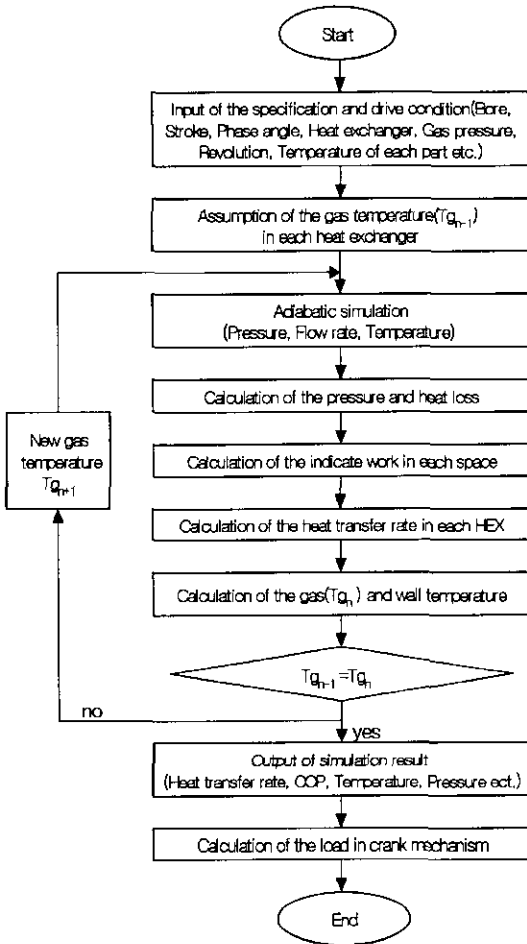 Start
Input of the specification and drive condition(Bore,
Stroke, Phase angle, Heat exchanger, Gas pressure,
Revolution, Temperature of each part etc.)
Assumption of the gas temperature(Tgₙ₋₁)
in each heat exchanger
Adiabatic simulation
(Pressure, Flow rate, Temperature)
Calculation of the pressure and heat loss
New gas
temperature
Tgₙ₊₁
Calculation of the indicate work in each space
Calculation of the heat transfer rate in each HEX
Calculation of the gas(Tgₙ) and wall temperature
Tgₙ₋₁=Tgₙ
no
yes
Output of simulation result
(Heat transfer rate, COP, Temperature, Pressure ect.)
Calculation of the load in crank mechanism
End